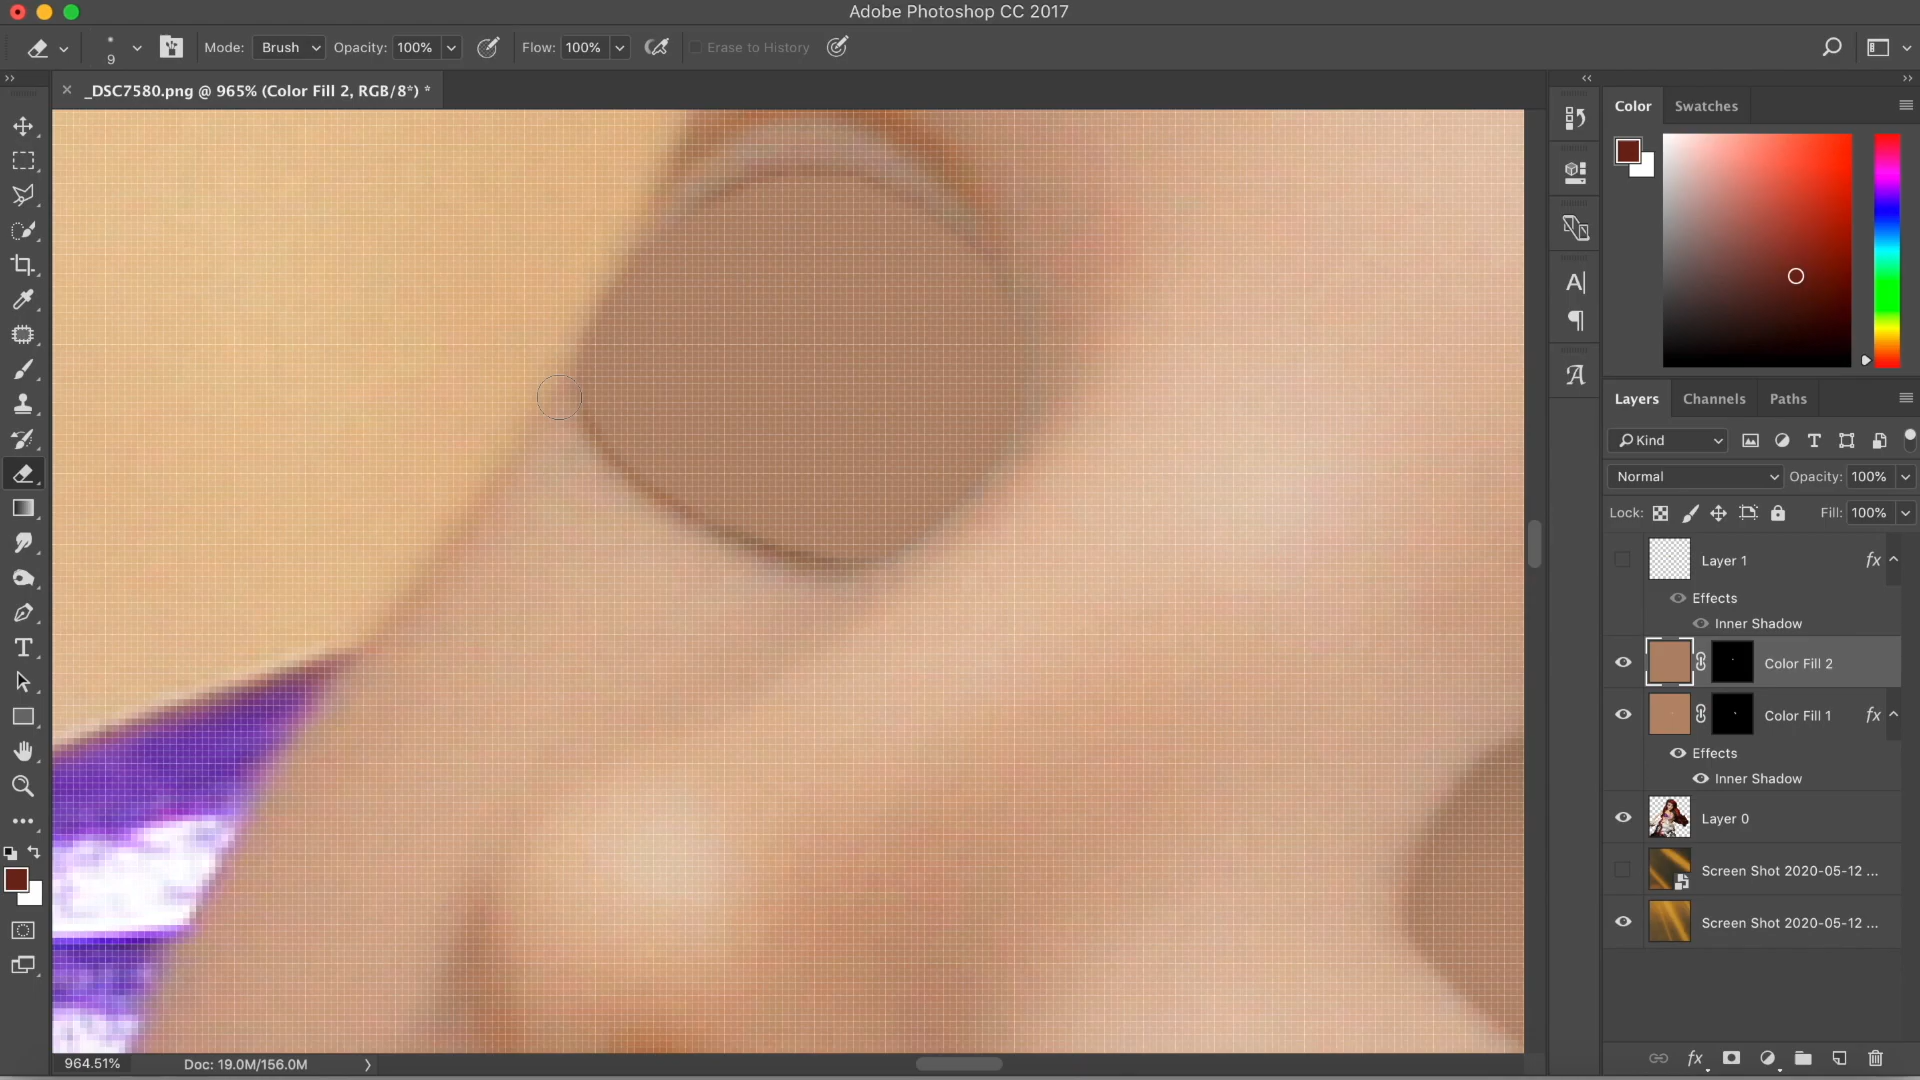 Adobe Photoshop CC 2017
9 Mode: Brush Opacity: 100% Flow: 100% Erase to History
× _DSC7580.png @ 965% (Color Fill 2, RGB/8*) *
Color Swatches
Layers Channels Paths
Kind
Normal Opacity: 100%
Lock: Fill: 100%
Layer 1 fx
Effects
Inner Shadow
Color Fill 2
Color Fill 1 fx
Effects
Inner Shadow
Layer 0
Screen Shot 2020-05-12 ...
Screen Shot 2020-05-12 ...
964.51% Doc: 19.0M/156.0M
fx